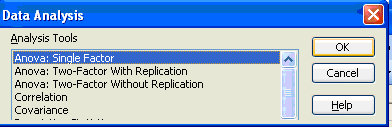 Data Analysis
Analysis Tools
Anova: Single Factor
Anova: Two-Factor With Replication
Anova: Two-Factor Without Replication
Correlation
Covariance
OK
Cancel
Help